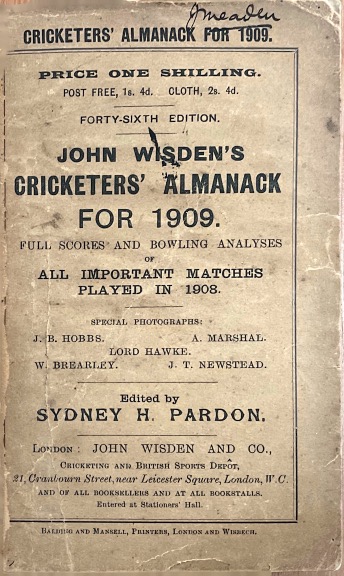 J Meaden
CRICKETERS' ALMANACK FOR 1909.
PRICE ONE SHILLING.
POST FREE, 1s. 4d. CLOTH, 2s. 4d.
FORTY-SIXTH EDITION.
JOHN WISDEN'S
CRICKETERS' ALMANACK
FOR 1909.
FULL SCORES AND BOWLING ANALYSES
OF
ALL IMPORTANT MATCHES
PLAYED IN 1908.
SPECIAL PHOTOGRAPHS:
J. B. HOBBS. A. MARSHAL.
LORD HAWKE.
W. BREARLEY. J. T. NEWSTEAD.
Edited by
SYDNEY H. PARDON.
LONDON: JOHN WISDEN AND CO.,
CRICKETING AND BRITISH SPORTS DEPÔT,
21, Cranbourn Street, near Leicester Square, London, W.C.
AND OF ALL BOOKSELLERS AND AT ALL BOOKSTALLS.
Entered at Stationers' Hall.
BALDING AND MANSELL, PRINTERS, LONDON AND WISBECH.